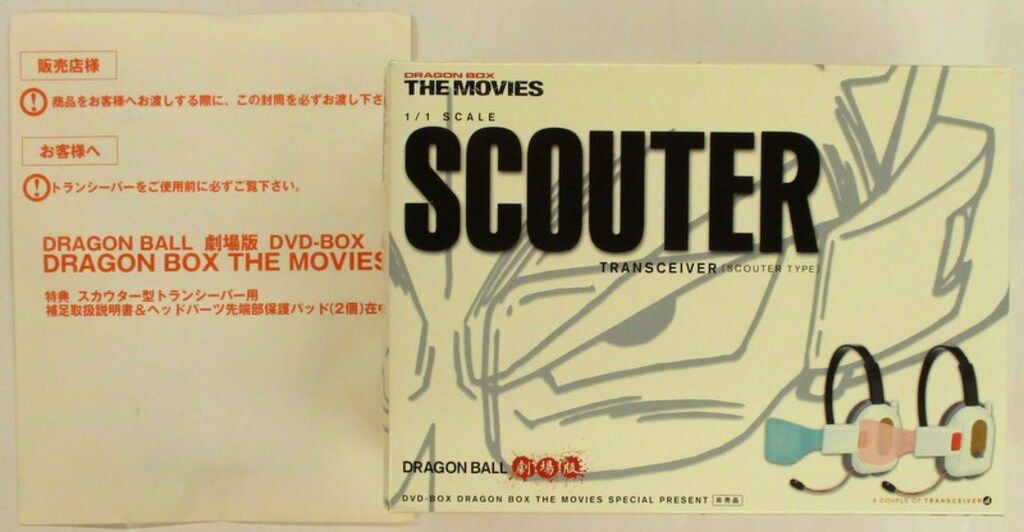 販売店様
! 商品をお客様へお渡しする際に、この封筒を必ずお渡し下さ
お客様へ
! トランシーバーをご使用前に必ずご覧下さい。
DRAGON BALL 劇場版 DVD-BOX
DRAGON BOX THE MOVIES
特典 スカウター型トランシーバー用
補足取扱説明書&ヘッドパーツ先端部保護パッド(2個)在中
DRAGON BOX
THE MOVIES
1/1 SCALE
SCOUTER
TRANSCEIVER (SCOUTER TYPE)
DRAGON BALL 劇場版
DVD-BOX DRAGON BOX THE MOVIES SPECIAL PRESENT 非売品
A COUPLE OF TRANSCEIVER